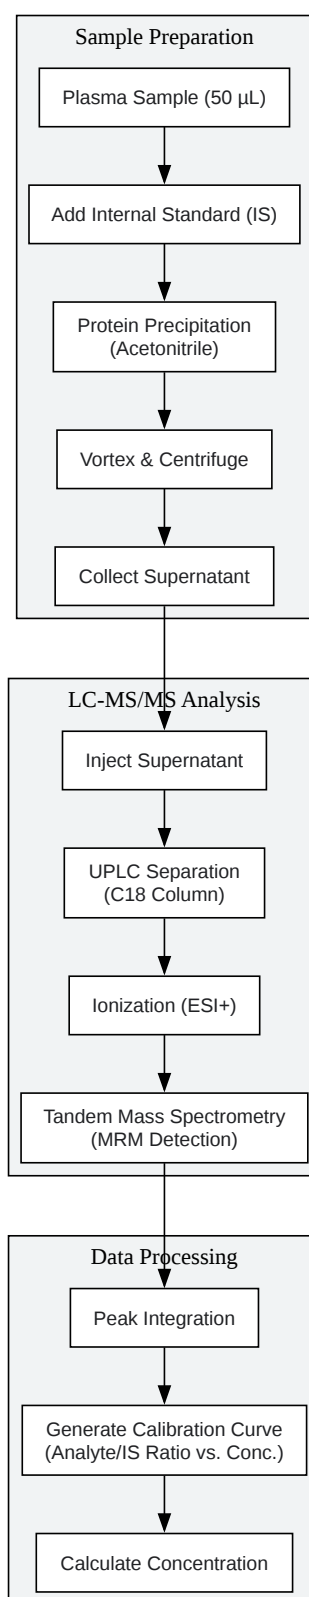 Sample Preparation
Plasma Sample (50 µL)
Add Internal Standard (IS)
Protein Precipitation
(Acetonitrile)
Vortex & Centrifuge
Collect Supernatant
LC-MS/MS Analysis
Inject Supernatant
UPLC Separation
(C18 Column)
Ionization (ESI+)
Tandem Mass Spectrometry
(MRM Detection)
Data Processing
Peak Integration
Generate Calibration Curve
(Analyte/IS Ratio vs. Conc.)
Calculate Concentration